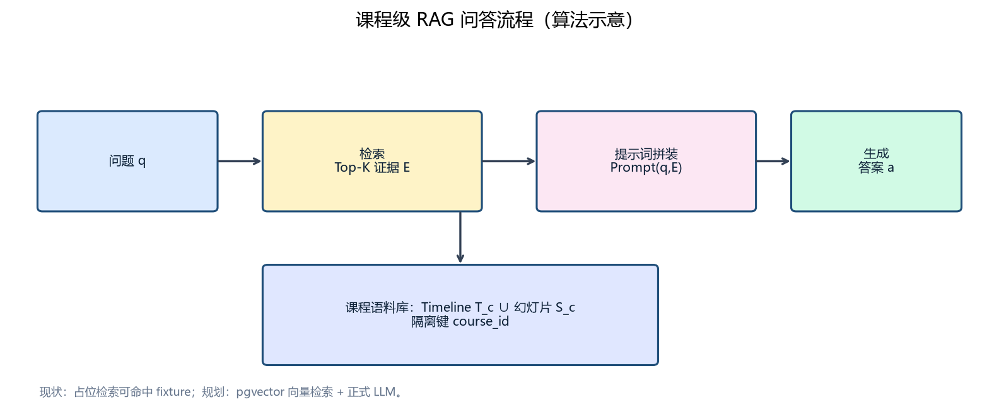 课程级 RAG 问答流程（算法示意）
问题 q
检索
Top-K 证据 E
提示词拼装
Prompt(q,E)
生成
答案 a
课程语料库：Timeline T_c ∪ 幻灯片 S_c
隔离键 course_id
现状：占位检索可命中 fixture；规划：pgvector 向量检索 + 正式 LLM。